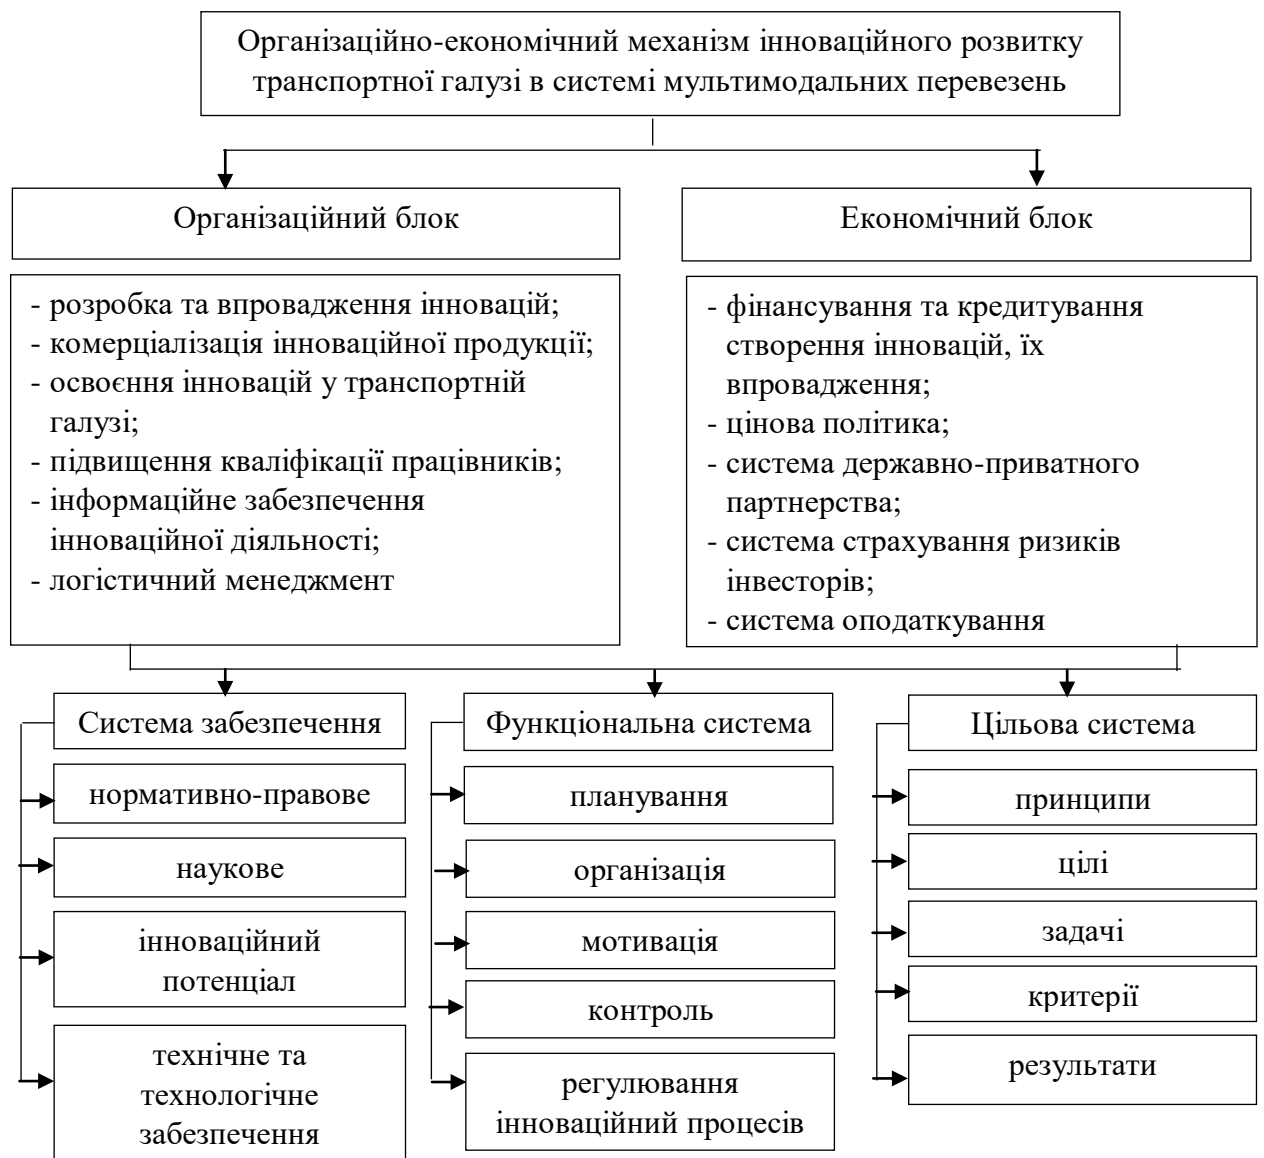 Організаційно-економічний механізм інноваційного розвитку
транспортної галузі в системі мультимодальних перевезень
Організаційний блок
- розробка та впровадження інновацій;
- комерціалізація інноваційної продукції;
- освоєння інновацій у транспортній
галузі;
- підвищення кваліфікації працівників;
- інформаційне забезпечення
інноваційної діяльності;
- логістичний менеджмент
Економічний блок
- фінансування та кредитування
створення інновацій, їх
впровадження;
- цінова політика;
- система державно-приватного
партнерства;
- система страхування ризиків
інвесторів;
- система оподаткування
Система забезпечення
нормативно-правове
наукове
інноваційний
потенціал
технічне та
технологічне
забезпечення
Функціональна система
планування
організація
мотивація
контроль
регулювання
інноваційний процесів
Цільова система
принципи
цілі
задачі
критерії
результати